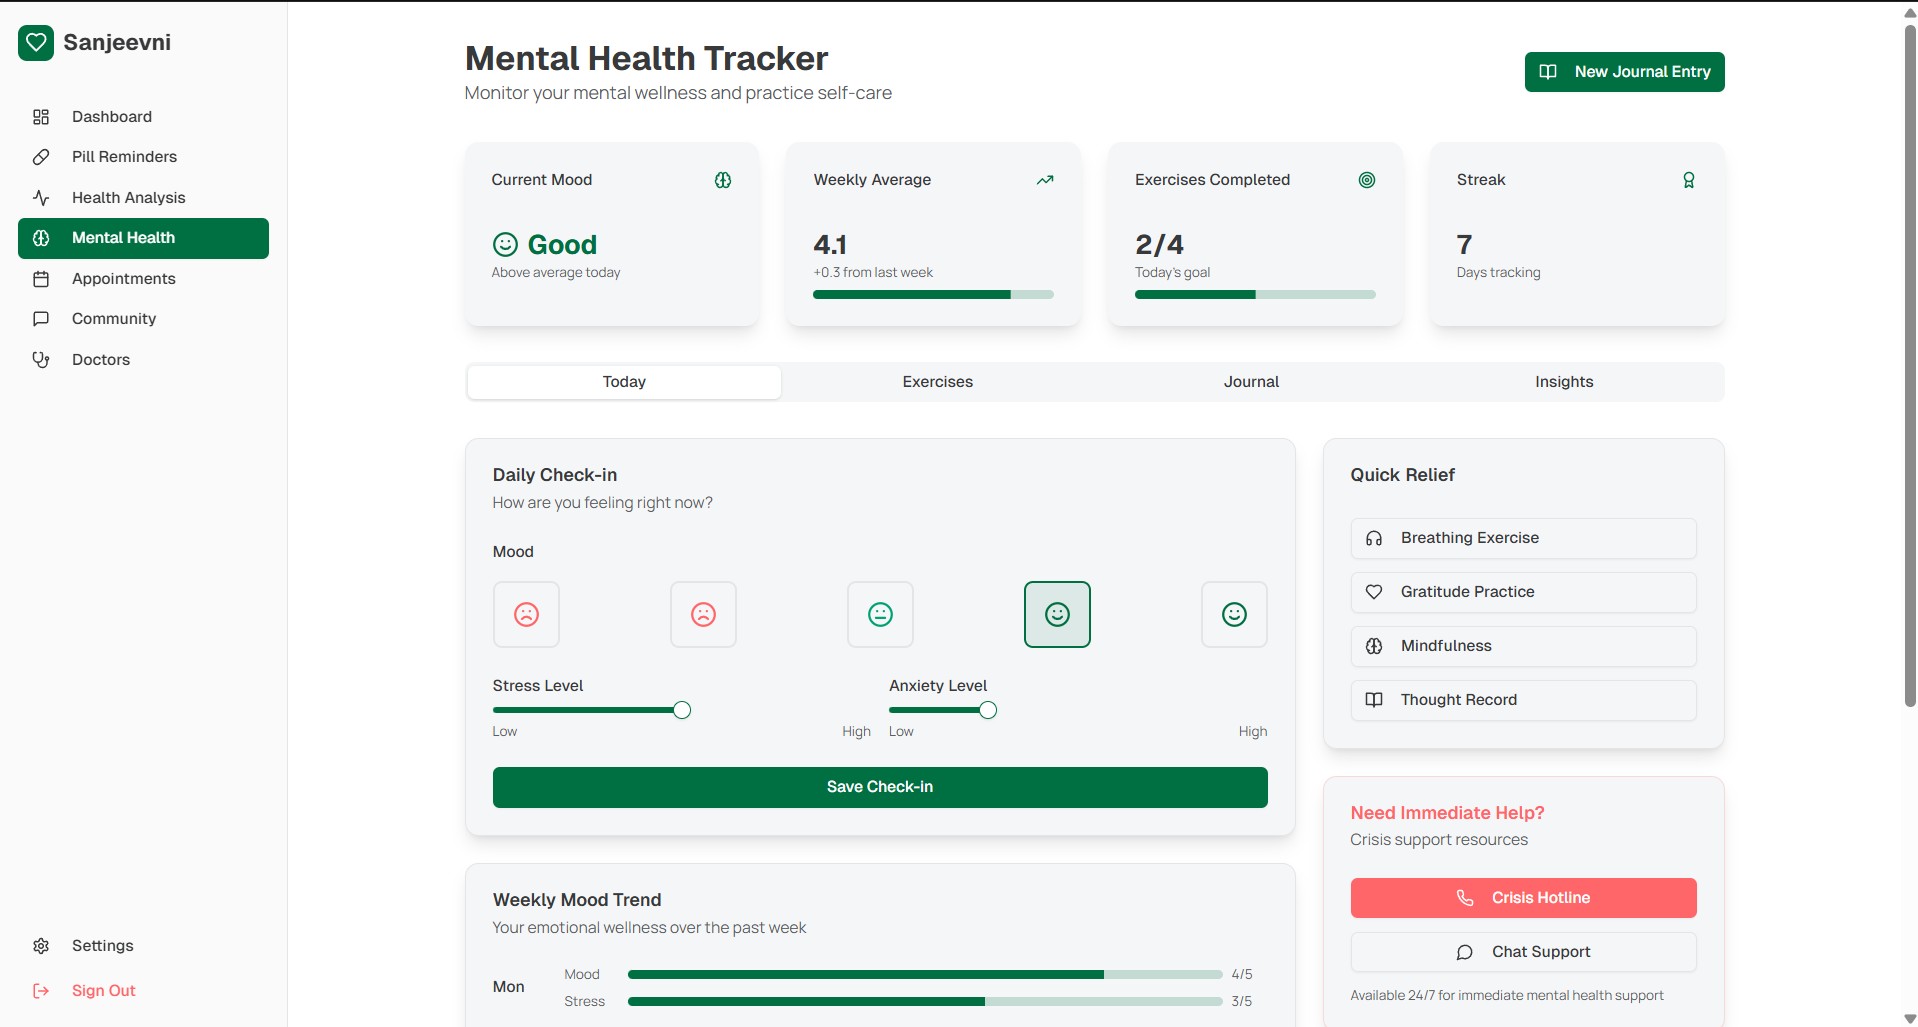 Sanjeevni
Dashboard
Pill Reminders
Health Analysis
Mental Health
Appointments
Community
Doctors
Settings
Sign Out
Mental Health Tracker
Monitor your mental wellness and practice self-care
New Journal Entry
Current Mood
Good
Above average today
Weekly Average
4.1
+0.3 from last week
Exercises Completed
2/4
Today's goal
Streak
7
Days tracking
Today
Exercises
Journal
Insights
Daily Check-in
How are you feeling right now?
Mood
Stress Level
Low
High
Anxiety Level
Low
High
Save Check-in
Weekly Mood Trend
Your emotional wellness over the past week
Mon
Mood
4/5
Stress
3/5
Quick Relief
Breathing Exercise
Gratitude Practice
Mindfulness
Thought Record
Need Immediate Help?
Crisis support resources
Crisis Hotline
Chat Support
Available 24/7 for immediate mental health support